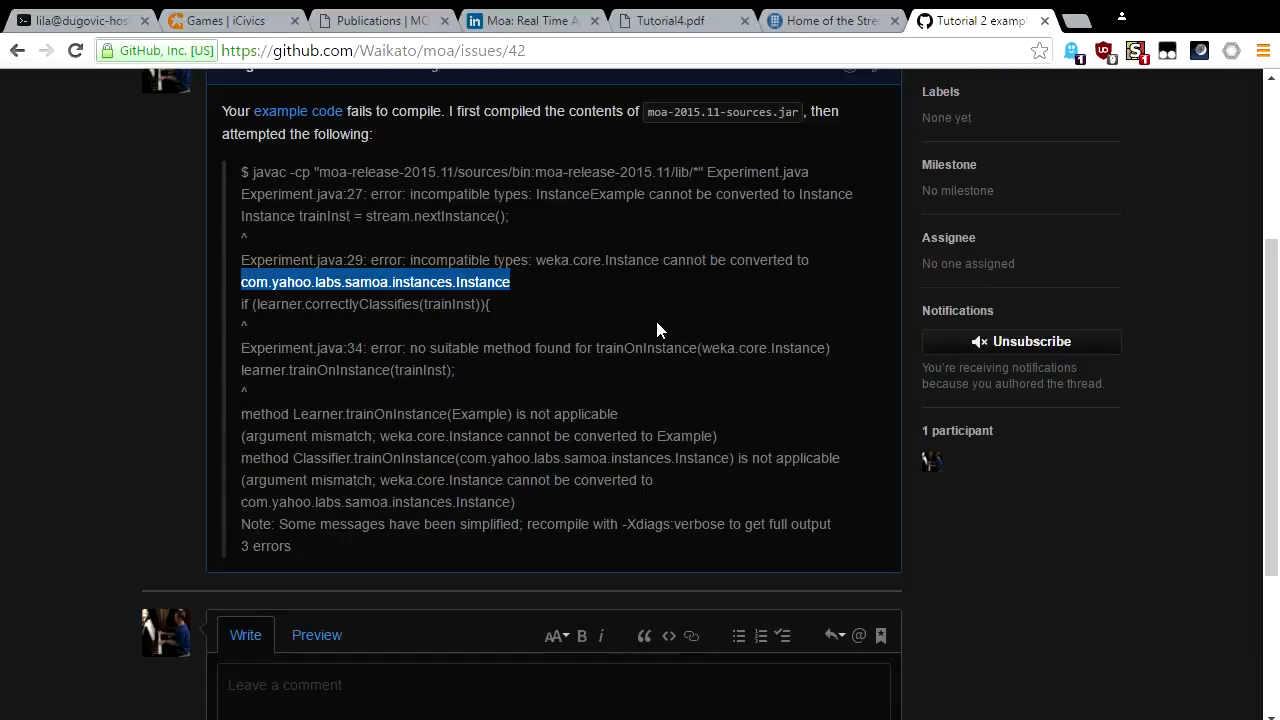 lila@dugovic-hos
Games | iCivics
Publications | MO
Moa: Real Time A
Tutorial4.pdf
Home of the Stre
Tutorial 2 examp
GitHub, Inc. [US]
https://github.com/Waikato/moa/issues/42
1
0
1
Your example code fails to compile. I first compiled the contents of moa-2015.11-sources.jar, then
attempted the following:
$ javac -cp "moa-release-2015.11/sources/bin:moa-release-2015.11/lib/*" Experiment.java
Experiment.java:27: error: incompatible types: InstanceExample cannot be converted to Instance
Instance trainInst = stream.nextInstance();
^
Experiment.java:29: error: incompatible types: weka.core.Instance cannot be converted to
com.yahoo.labs.samoa.instances.Instance
if (learner.correctlyClassifies(trainInst)){
^
Experiment.java:34: error: no suitable method found for trainOnInstance(weka.core.Instance)
learner.trainOnInstance(trainInst);
^
method Learner.trainOnInstance(Example) is not applicable
(argument mismatch; weka.core.Instance cannot be converted to Example)
method Classifier.trainOnInstance(com.yahoo.labs.samoa.instances.Instance) is not applicable
(argument mismatch; weka.core.Instance cannot be converted to
com.yahoo.labs.samoa.instances.Instance)
Note: Some messages have been simplified; recompile with -Xdiags:verbose to get full output
3 errors
Labels
None yet
Milestone
No milestone
Assignee
No one assigned
Notifications
Unsubscribe
You're receiving notifications
because you authored the thread.
1 participant
Write
Preview
AA
B
i
Leave a comment